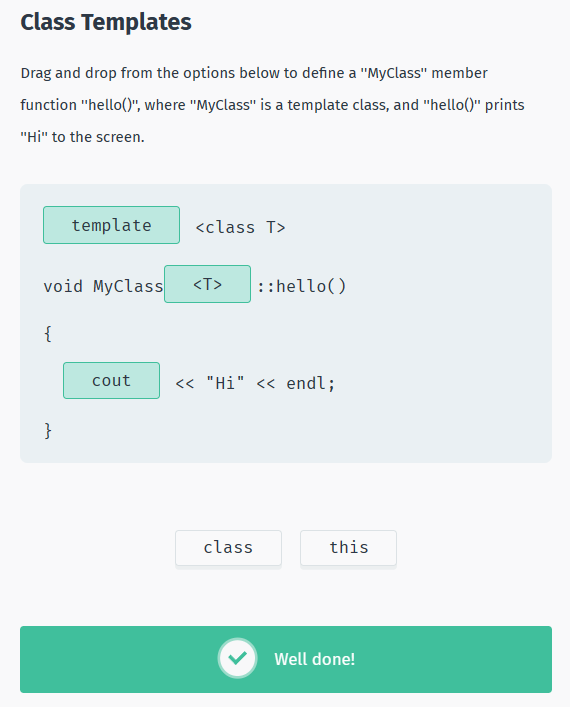 Class Templates
Drag and drop from the options below to define a "MyClass" member
function "hello()", where "MyClass" is a template class, and "hello()" prints
"Hi" to the screen.
template <class T>
void MyClass <T> ::hello()
{
cout << "Hi" << endl;
}
class this
Well done!